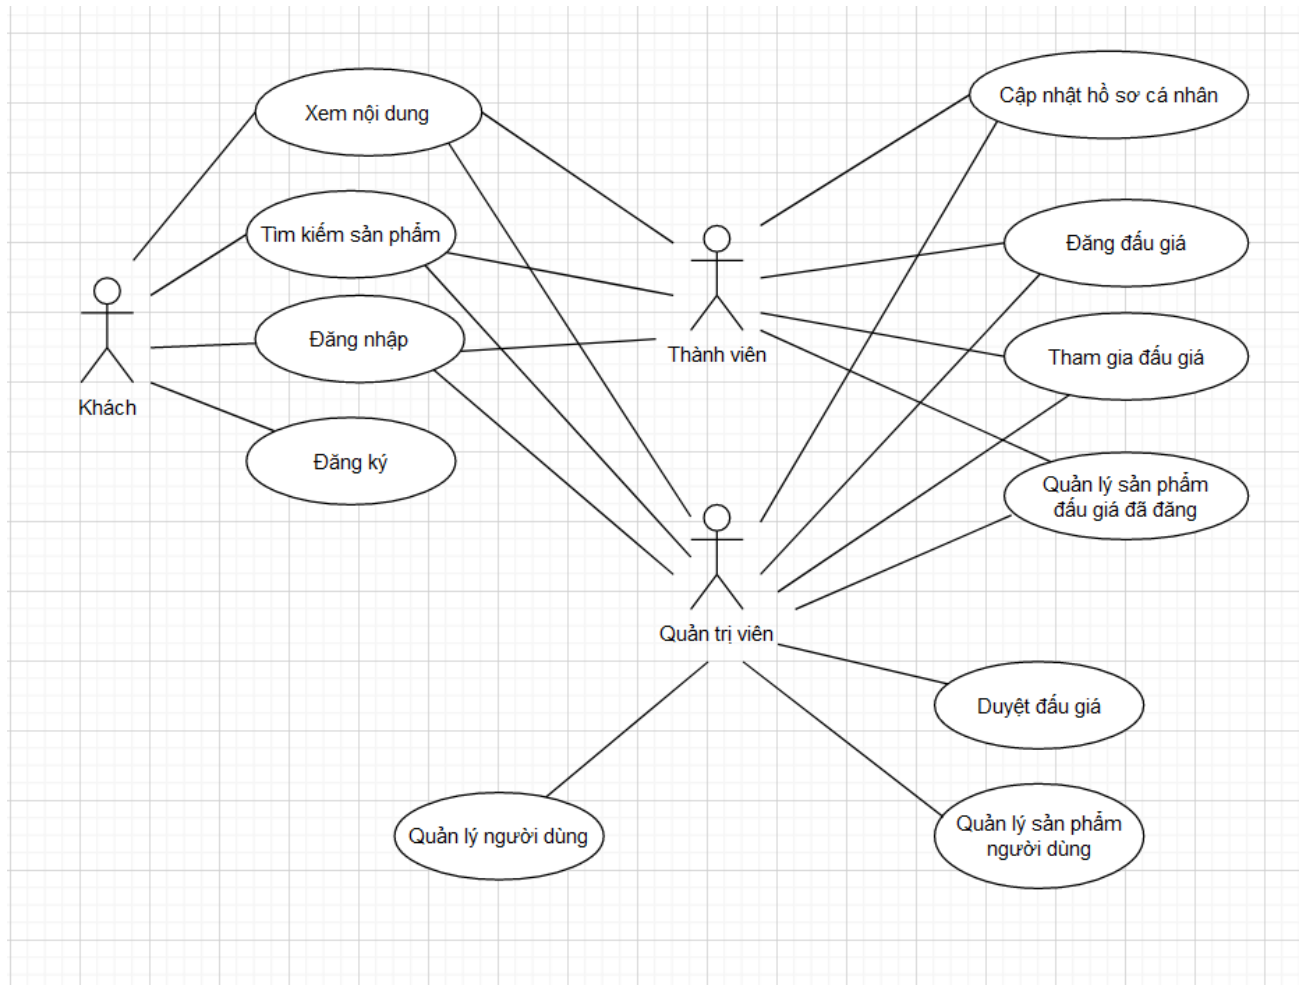 Xem nội dung
Cập nhật hồ sơ cá nhân
Tìm kiếm sản phẩm
Đăng đấu giá
Đăng nhập
Thành viên
Tham gia đấu giá
Khách
Đăng ký
Quản lý sản phẩm
đấu giá đã đăng
Quản trị viên
Duyệt đấu giá
Quản lý người dùng
Quản lý sản phẩm
người dùng